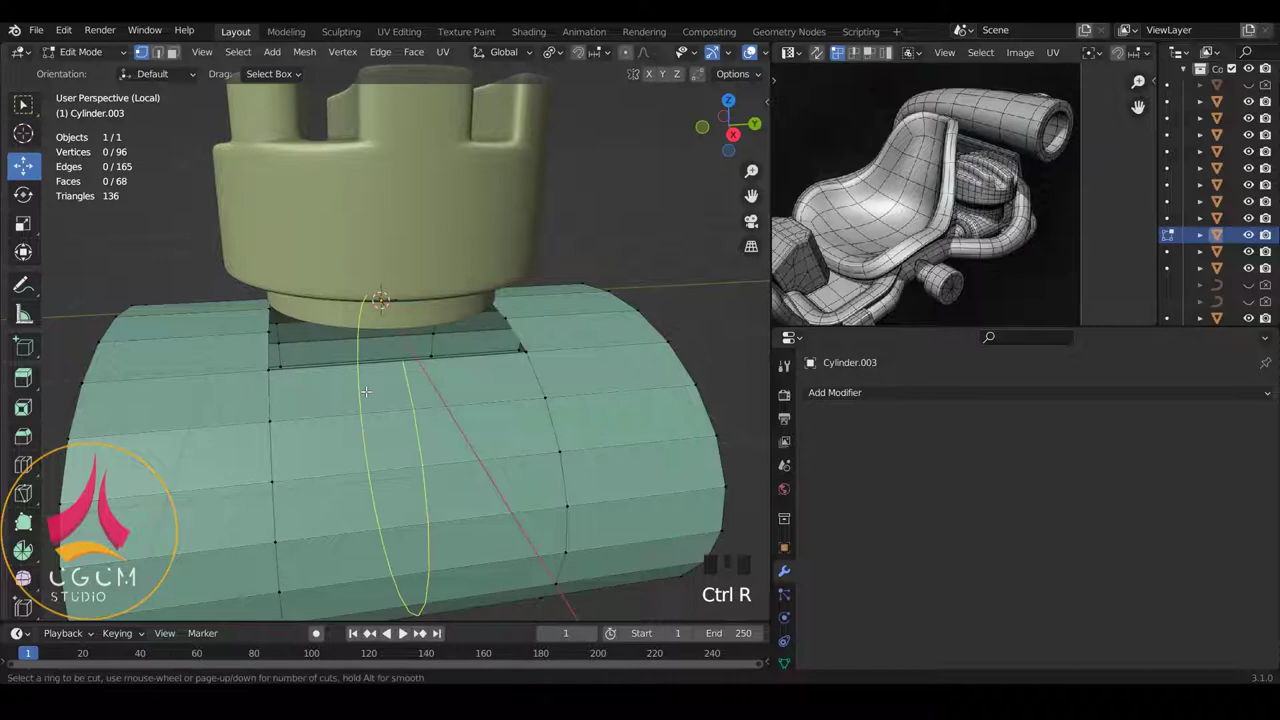 File Edit Render Window Help
Layout Modeling Sculpting UV Editing Texture Paint Shading Animation Rendering Compositing Geometry Nodes Scripting
Scene
ViewLayer
Edit Mode View Select Add Mesh Vertex Edge Face UV
Global
View Select Image UV
Co
Orientation: Default Drag: Select Box
X Y Z
Options
User Perspective (Local)
(1) Cylinder.003
Objects 1/1
Vertices 0/96
Edges 0/165
Faces 0/68
Triangles 136
Z
Y
X
Cylinder.003
Add Modifier
CGCM
STUDIO
Ctrl R
Playback Keying View Marker
1
Start 1
End 250
1 20 40 60 80 100 120 140 160 180 200 220 240
Select a ring to be cut, use mouse-wheel or page-up/down for number of cuts, hold Alt for smooth
3.1.0